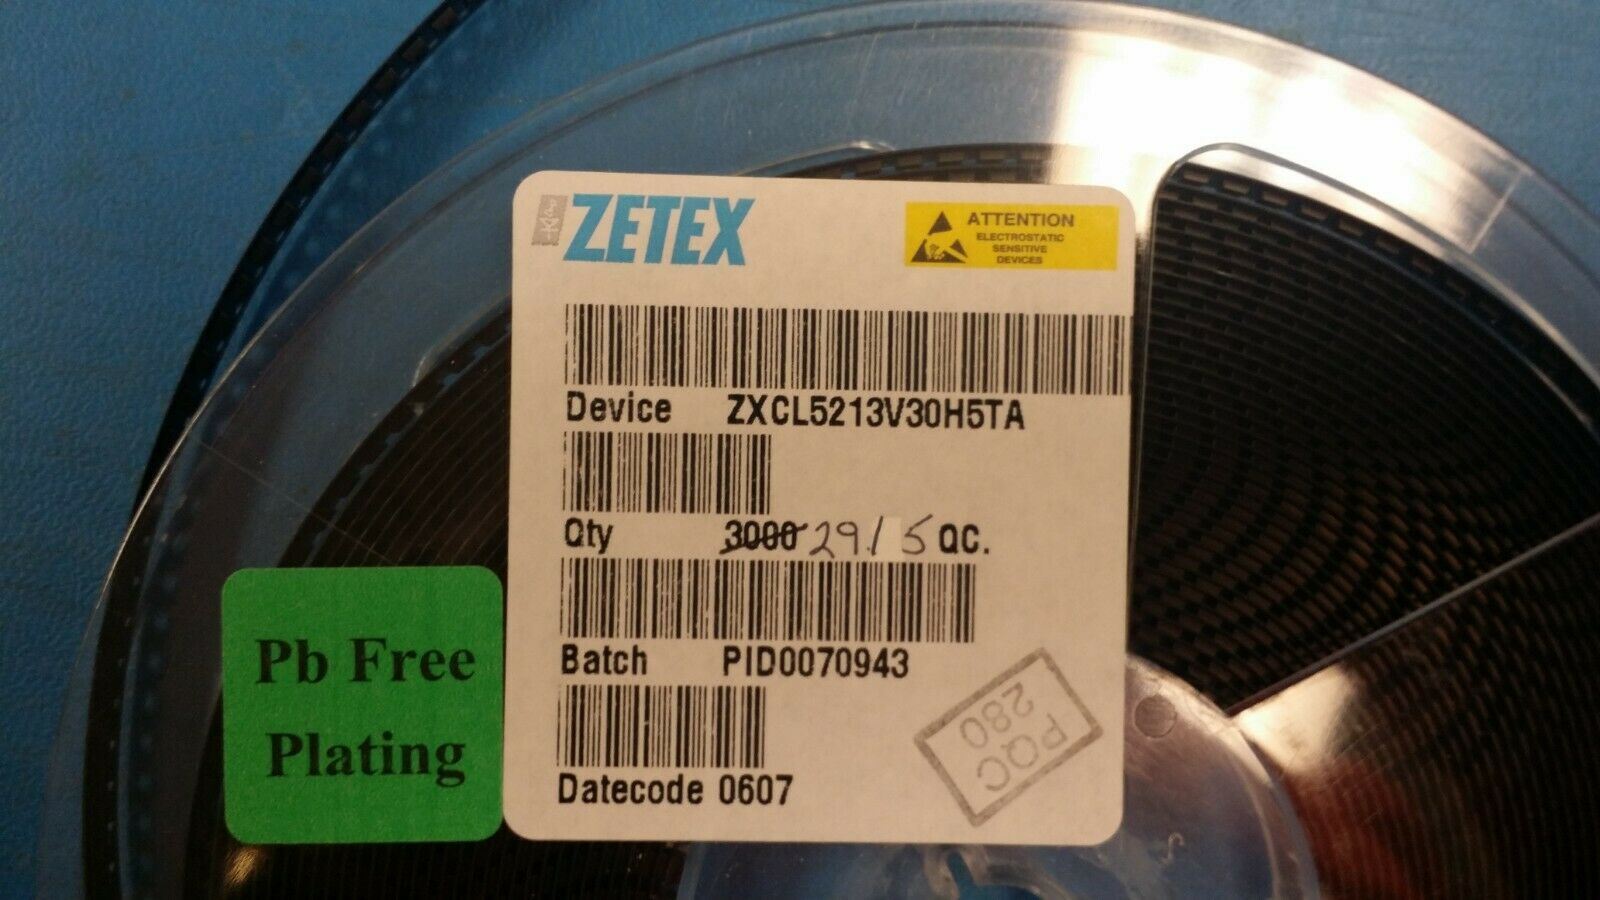 ZETEX
ATTENTION
ELECTROSTATIC
SENSITIVE
DEVICES
Device ZXCL5213V30H5TA
Qty 3000 2915 QC.
Batch PID0070943
Datecode 0607
PQC
280
Pb Free
Plating